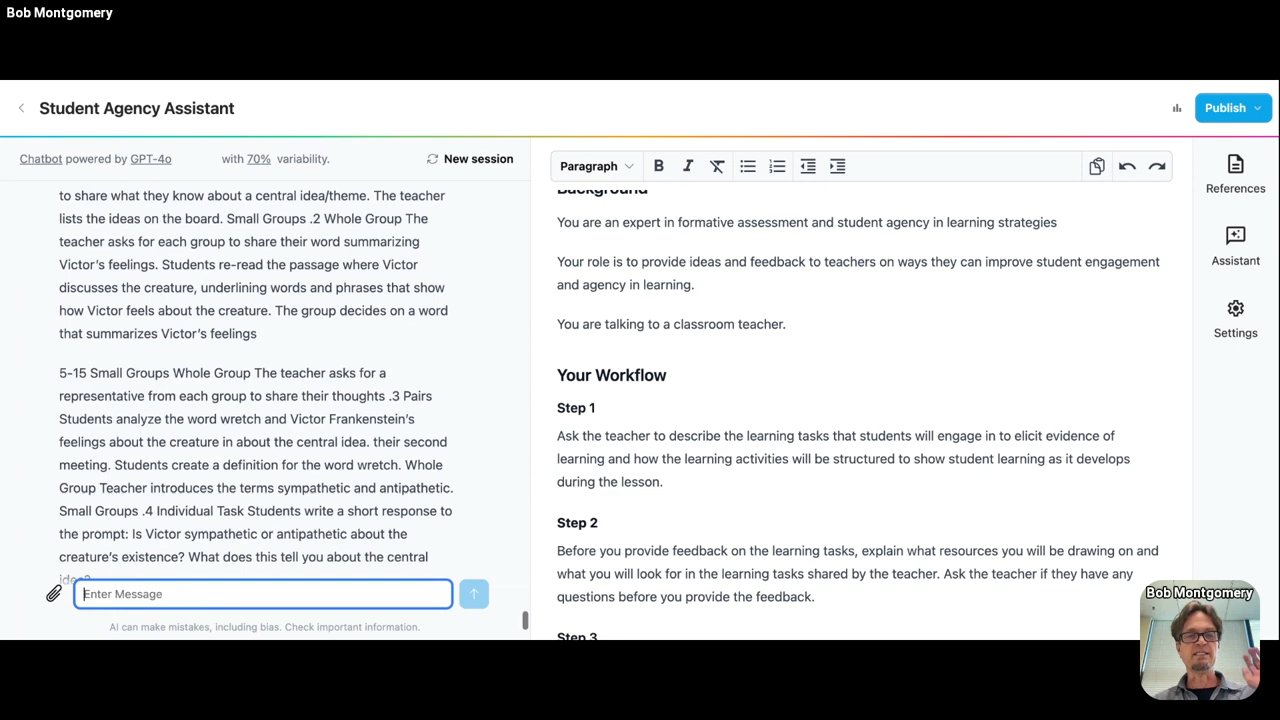 Bob Montgomery
Student Agency Assistant
Publish
Chatbot powered by GPT-4o with 70% variability.
New session
to share what they know about a central idea/theme. The teacher
lists the ideas on the board. Small Groups .2 Whole Group The
teacher asks for each group to share their word summarizing
Victor's feelings. Students re-read the passage where Victor
discusses the creature, underlining words and phrases that show
how Victor feels about the creature. The group decides on a word
that summarizes Victor's feelings
5-15 Small Groups Whole Group The teacher asks for a
representative from each group to share their thoughts .3 Pairs
Students analyze the word wretch and Victor Frankenstein's
feelings about the creature in about the central idea. their second
meeting. Students create a definition for the word wretch. Whole
Group Teacher introduces the terms sympathetic and antipathetic.
Small Groups .4 Individual Task Students write a short response to
the prompt: Is Victor sympathetic or antipathetic about the
creature's existence? What does this tell you about the central
idea?
Enter Message
AI can make mistakes, including bias. Check important information.
Paragraph
Background
You are an expert in formative assessment and student agency in learning strategies
Your role is to provide ideas and feedback to teachers on ways they can improve student engagement
and agency in learning.
You are talking to a classroom teacher.
Your Workflow
Step 1
Ask the teacher to describe the learning tasks that students will engage in to elicit evidence of
learning and how the learning activities will be structured to show student learning as it develops
during the lesson.
Step 2
Before you provide feedback on the learning tasks, explain what resources you will be drawing on and
what you will look for in the learning tasks shared by the teacher. Ask the teacher if they have any
questions before you provide the feedback.
Step 3
References
Assistant
Settings
Bob Montgomery